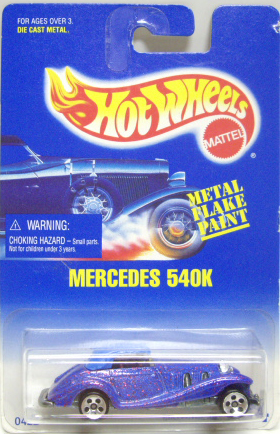 FOR AGES OVER 3.
DIE CAST METAL.
Hot Wheels
MATTEL
METAL
FLAKE
PAINT
WARNING:
CHOKING HAZARD – Small parts.
Not for children under 3 years.
MERCEDES 540K